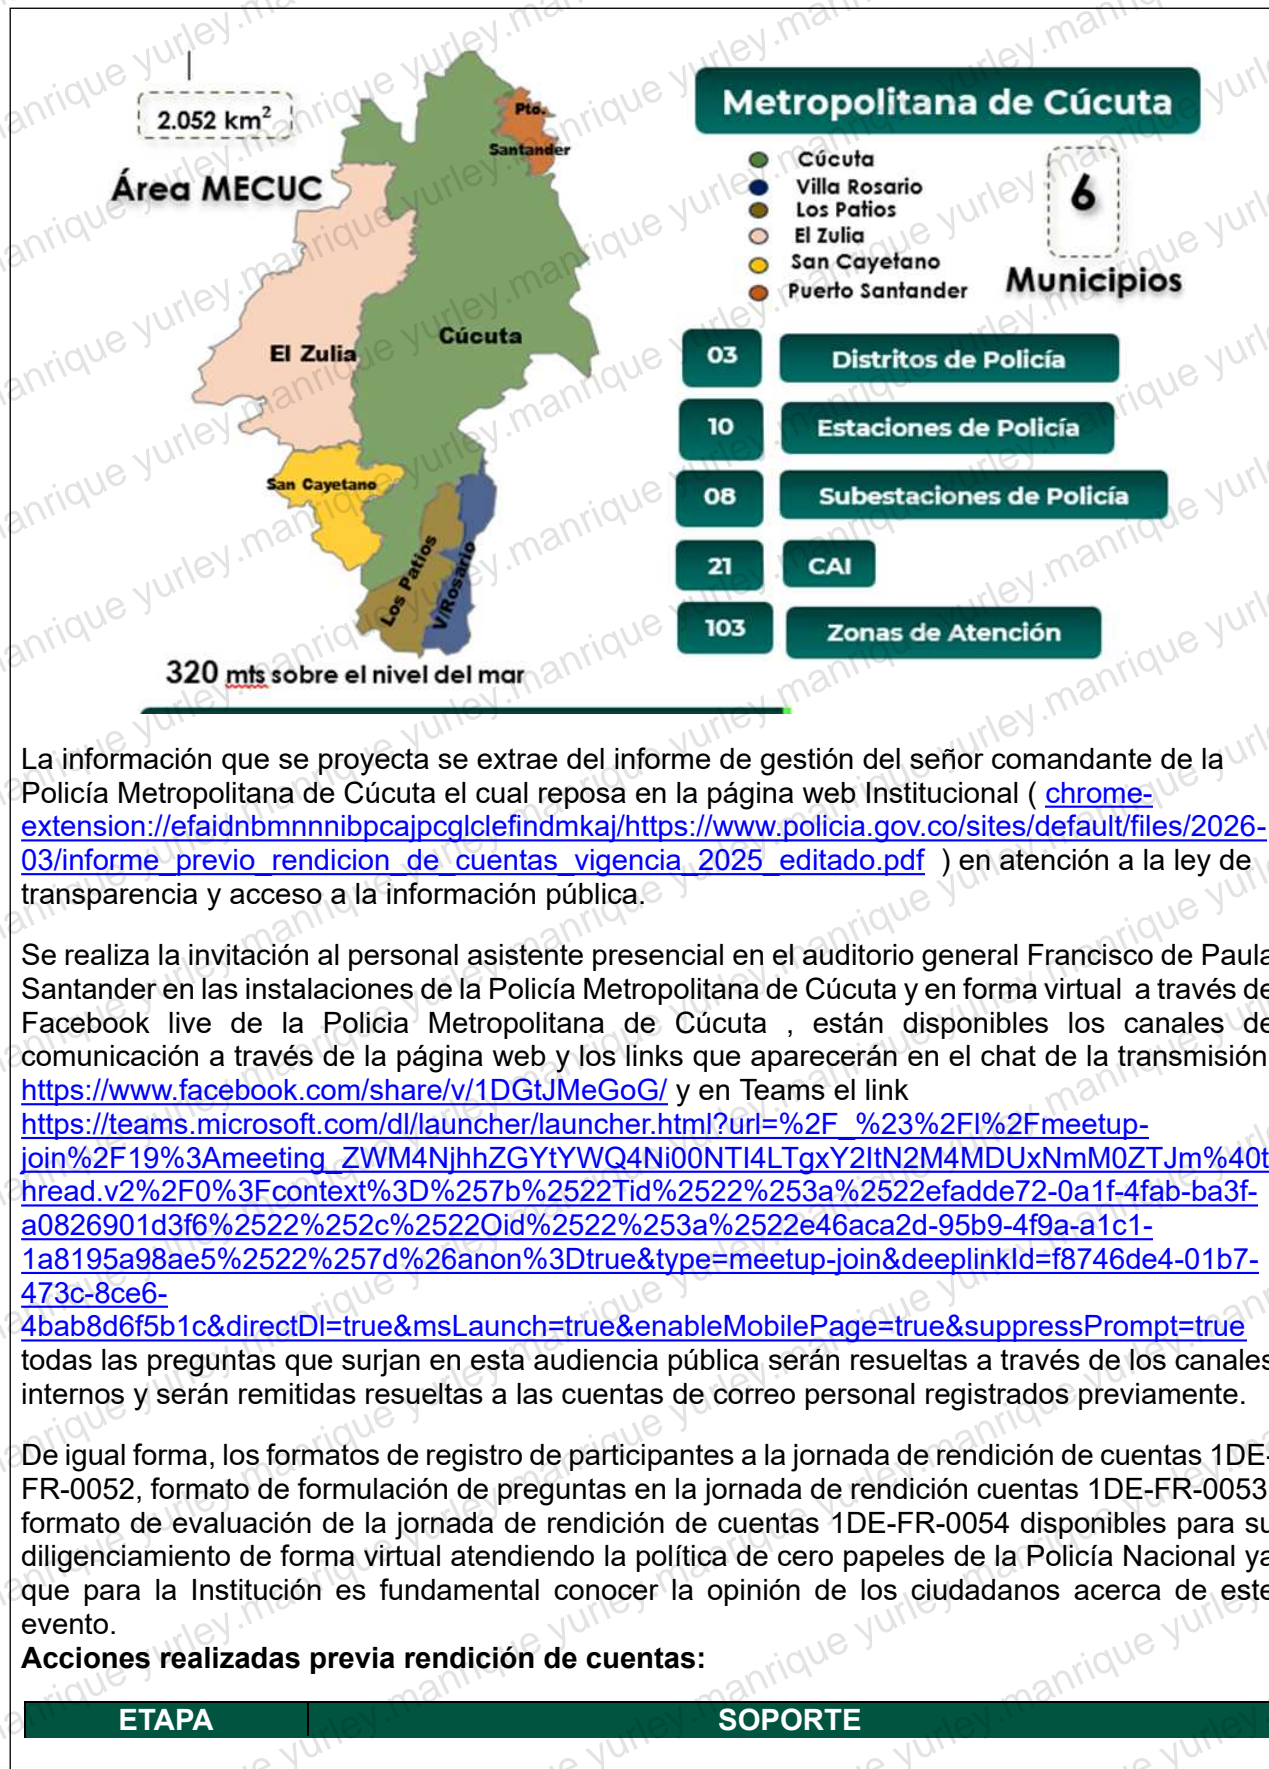 2.052 km²
Área MECUC
Pto.
Santander
El Zulia
Cúcuta
San Cayetano
Los Patios
V/Rosario
320 mts sobre el nivel del mar
Metropolitana de Cúcuta
Cúcuta
Villa Rosario
Los Patios
El Zulia
San Cayetano
Puerto Santander
6
Municipios
03 Distritos de Policía
10 Estaciones de Policía
08 Subestaciones de Policía
21 CAI
103 Zonas de Atención
La información que se proyecta se extrae del informe de gestión del señor comandante de la
Policía Metropolitana de Cúcuta el cual reposa en la página web Institucional ( chrome-
extension://efaidnbmnnnibpcajpcglclefindmkaj/https://www.policia.gov.co/sites/default/files/2026-
03/informe_previo_rendicion_de_cuentas_vigencia_2025_editado.pdf ) en atención a la ley de
transparencia y acceso a la información pública.
Se realiza la invitación al personal asistente presencial en el auditorio general Francisco de Paula
Santander en las instalaciones de la Policía Metropolitana de Cúcuta y en forma virtual a través de
Facebook live de la Policia Metropolitana de Cúcuta , están disponibles los canales de
comunicación a través de la página web y los links que aparecerán en el chat de la transmisión
https://www.facebook.com/share/v/1DGtJMeGoG/ y en Teams el link
https://teams.microsoft.com/dl/launcher/launcher.html?url=%2F_%23%2Fl%2Fmeetup-
join%2F19%3Ameeting_ZWM4NjhhZGYtYWQ4Ni00NTI4LTgxY2ItN2M4MDUxNmM0ZTJm%40t
hread.v2%2F0%3Fcontext%3D%257b%2522Tid%2522%253a%2522efadde72-0a1f-4fab-ba3f-
a0826901d3f6%2522%252c%2522Oid%2522%253a%2522e46aca2d-95b9-4f9a-a1c1-
1a8195a98ae5%2522%257d%26anon%3Dtrue&type=meetup-join&deeplinkId=f8746de4-01b7-
473c-8ce6-
4bab8d6f5b1c&directDl=true&msLaunch=true&enableMobilePage=true&suppressPrompt=true
todas las preguntas que surjan en esta audiencia pública serán resueltas a través de los canales
internos y serán remitidas resueltas a las cuentas de correo personal registrados previamente.
De igual forma, los formatos de registro de participantes a la jornada de rendición de cuentas 1DE-
FR-0052, formato de formulación de preguntas en la jornada de rendición cuentas 1DE-FR-0053
formato de evaluación de la jornada de rendición de cuentas 1DE-FR-0054 disponibles para su
diligenciamiento de forma virtual atendiendo la política de cero papeles de la Policía Nacional ya
que para la Institución es fundamental conocer la opinión de los ciudadanos acerca de este
evento.
Acciones realizadas previa rendición de cuentas:
ETAPA SOPORTE
yurley.manrique yurley.manrique yurley.manrique